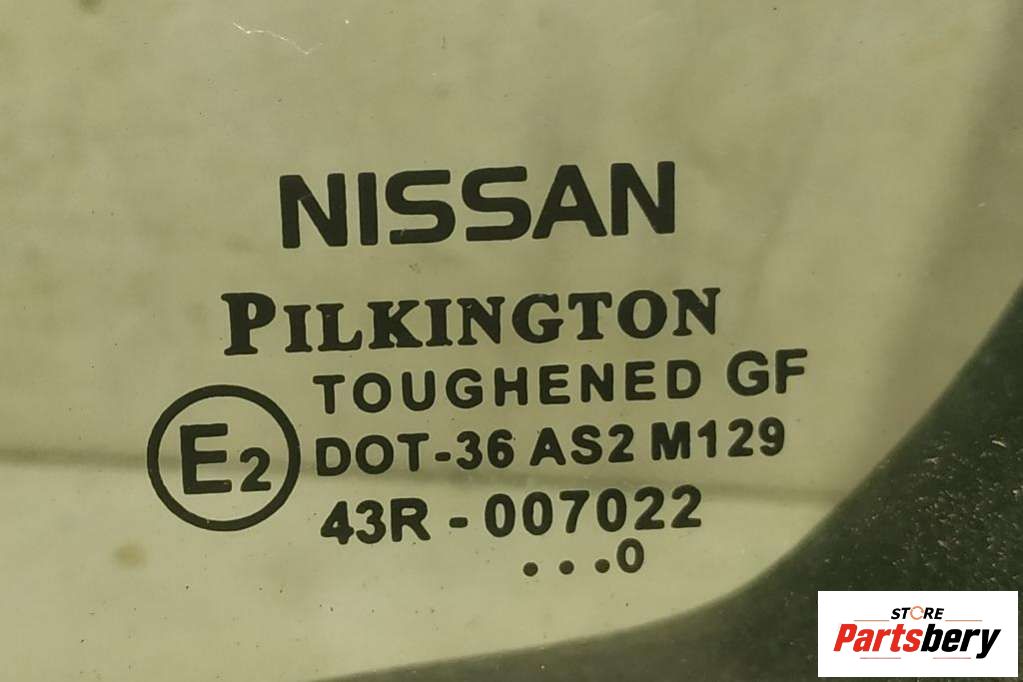 NISSAN
PILKINGTON
TOUGHENED GF
E2
DOT-36 AS2 M129
43R - 007022
...0
STORE
Partsbery